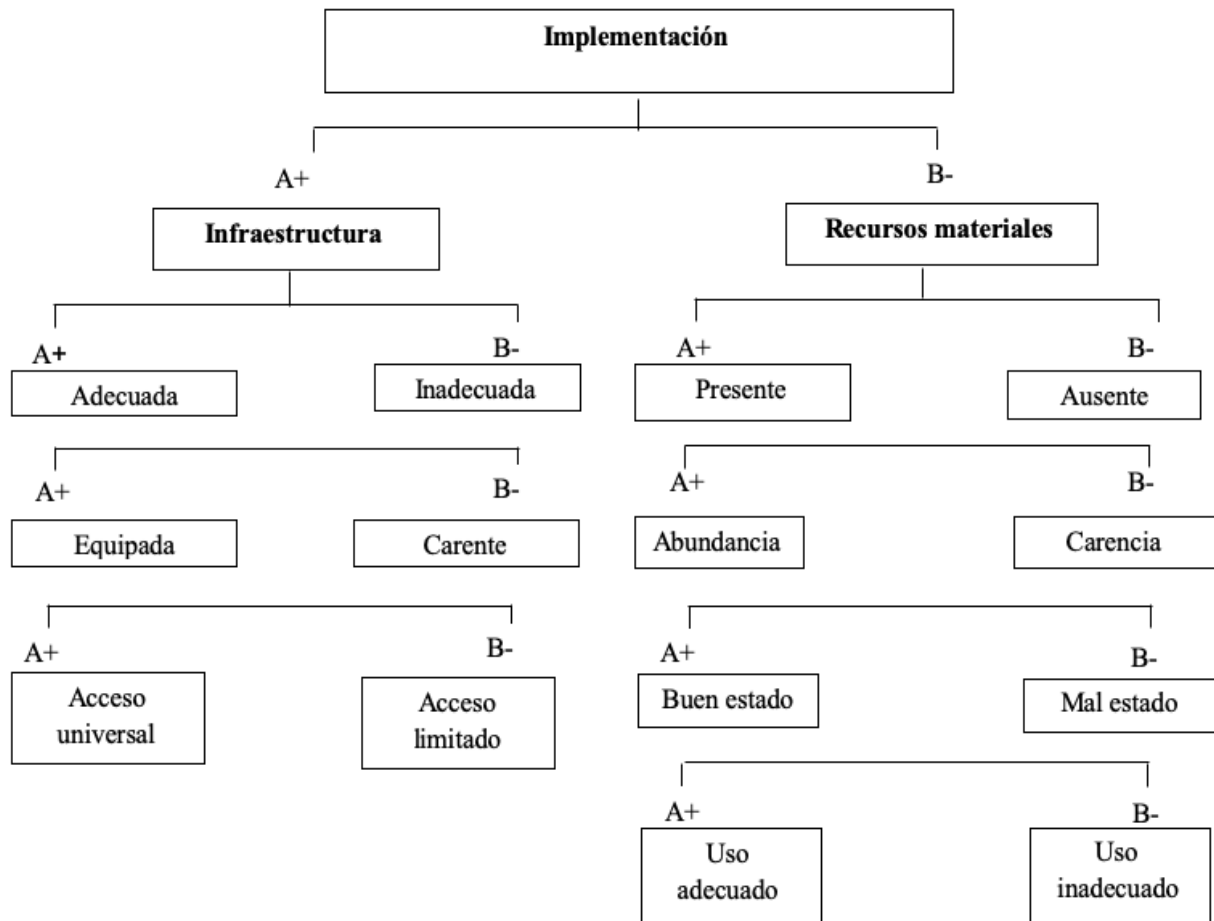 Implementación
A+
B-
Infraestructura
Recursos materiales
A+
B-
A+
B-
Adecuada
Inadecuada
Presente
Ausente
A+
B-
A+
B-
Equipada
Carente
Abundancia
Carencia
A+
B-
A+
B-
Acceso
universal
Acceso
limitado
Buen estado
Mal estado
A+
B-
Uso
adecuado
Uso
inadecuado